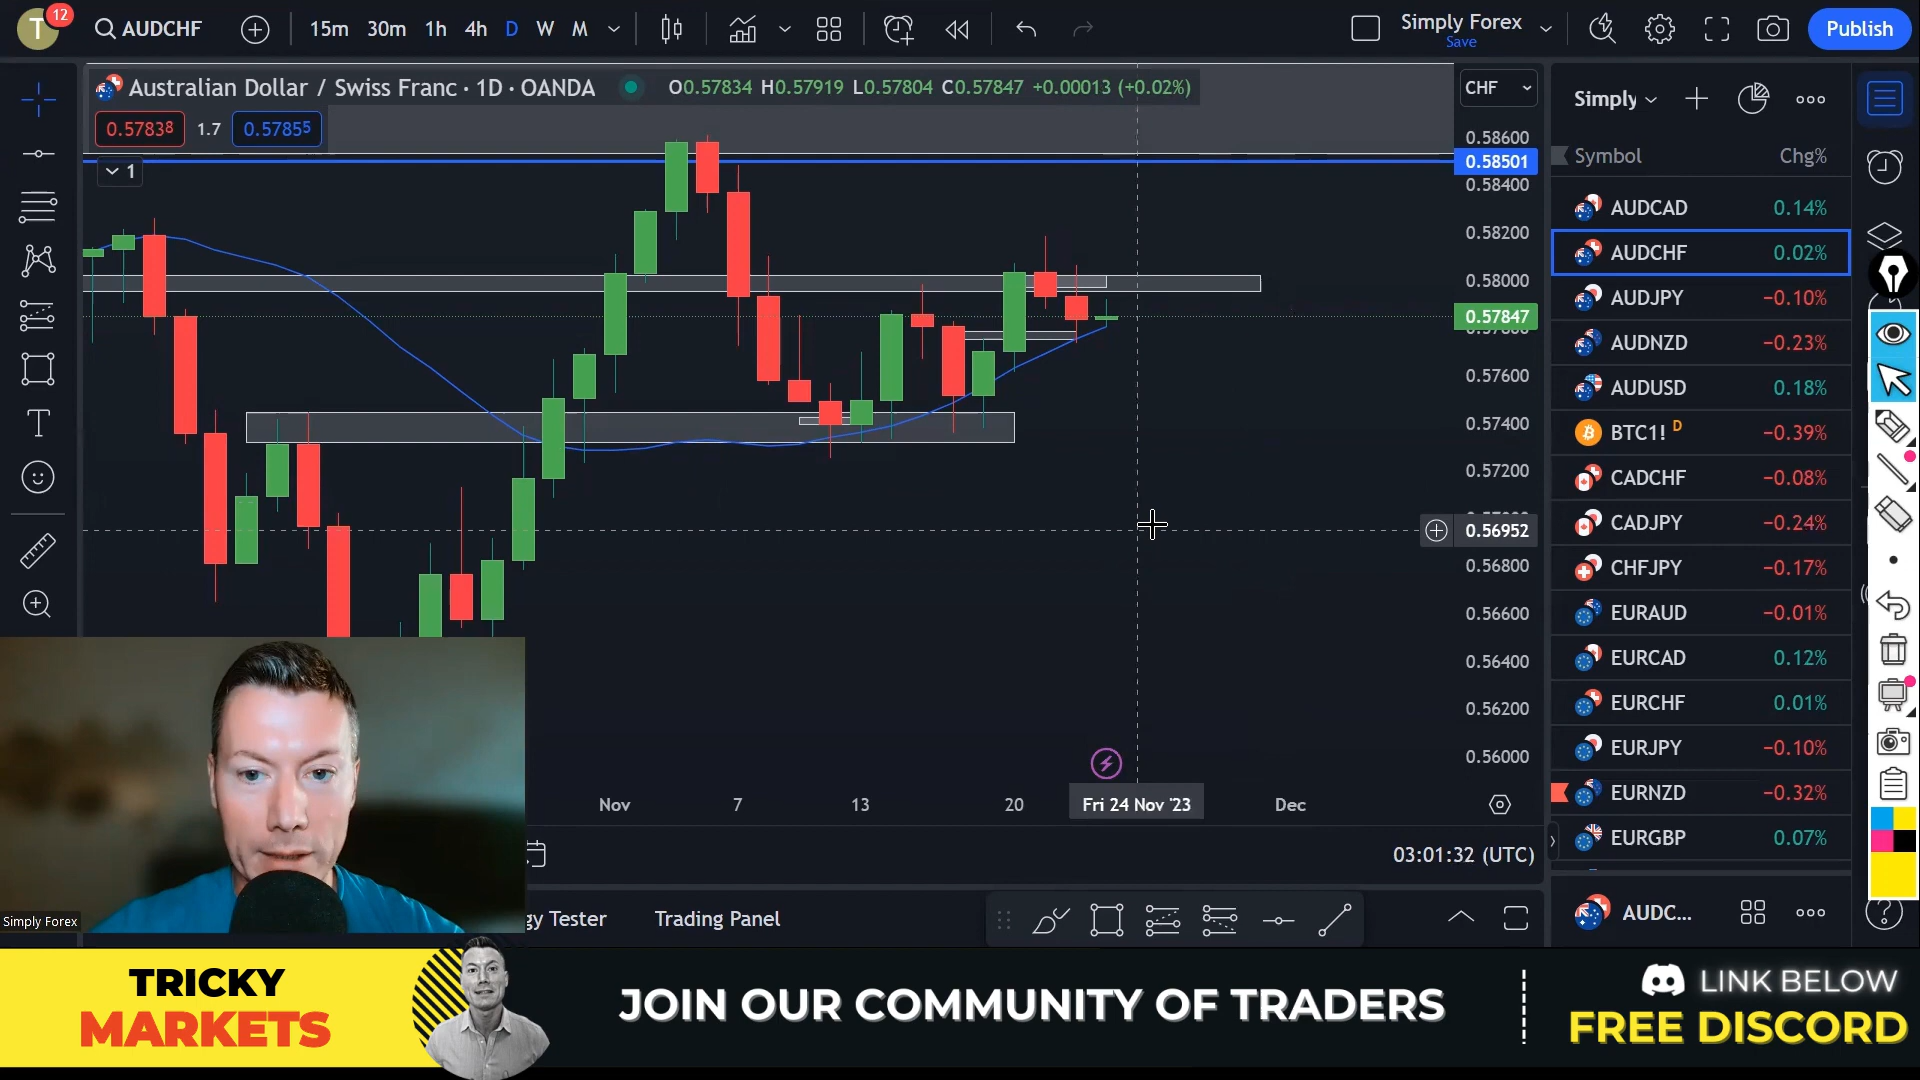 T
12
AUDCHF
15m
30m
1h
4h
D
W
M
Simply Forex
Save
Publish
Australian Dollar / Swiss Franc · 1D · OANDA
O0.57834 H0.57919 L0.57804 C0.57847 +0.00013 (+0.02%)
0.57838
1.7
0.57855
1
CHF
0.58600
0.58501
0.58400
0.58200
0.58000
0.57847
0.57600
0.57400
0.57200
0.56952
0.56800
0.56600
0.56400
0.56200
0.56000
Nov
7
13
20
Fri 24 Nov '23
Dec
03:01:32 (UTC)
Simply
Symbol
Chg%
AUDCAD
0.14%
AUDCHF
0.02%
AUDJPY
−0.10%
AUDNZD
−0.23%
AUDUSD
0.18%
BTC1! D
−0.39%
CADCHF
−0.08%
CADJPY
−0.24%
CHFJPY
−0.17%
EURAUD
−0.01%
EURCAD
0.12%
EURCHF
0.01%
EURJPY
−0.10%
EURNZD
−0.32%
EURGBP
0.07%
AUDC...
Simply Forex
gy Tester
Trading Panel
TRICKY
MARKETS
JOIN OUR COMMUNITY OF TRADERS
LINK BELOW
FREE DISCORD